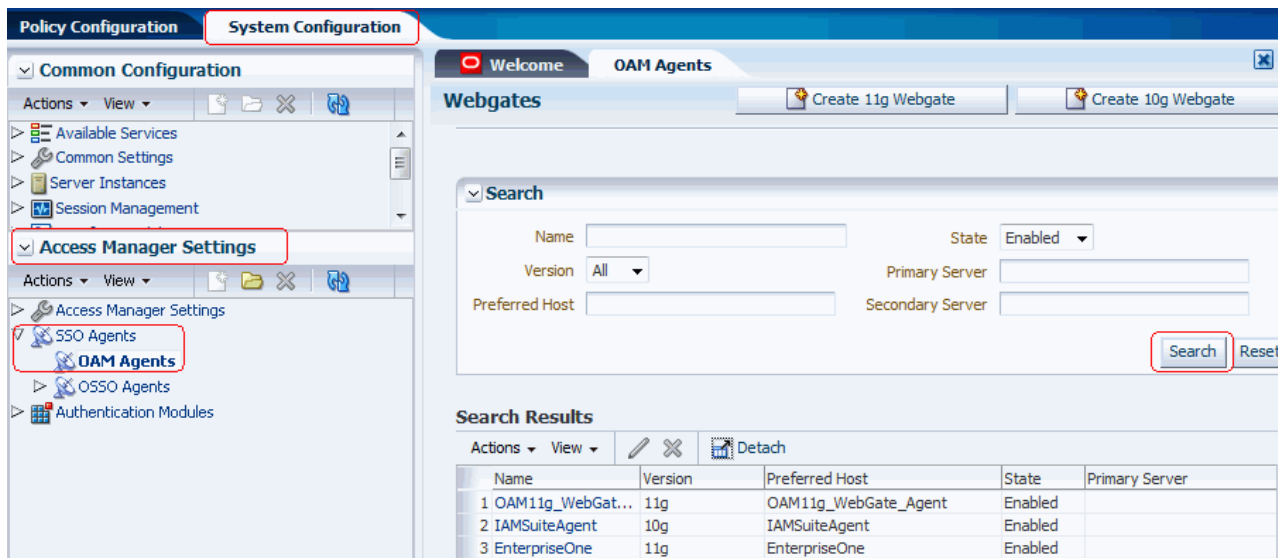 Policy Configuration System Configuration
Common Configuration
Actions View
Available Services
Common Settings
Server Instances
Session Management
Access Manager Settings
Actions View
Access Manager Settings
SSO Agents
OAM Agents
OSSO Agents
Authentication Modules
Welcome OAM Agents
Webgates Create 11g Webgate Create 10g Webgate
Search
Name State Enabled
Version All Primary Server
Preferred Host Secondary Server
Search Reset
Search Results
Actions View Detach
Name Version Preferred Host State Primary Server
1 OAM11g_WebGat... 11g OAM11g_WebGate_Agent Enabled
2 IAMSuiteAgent 10g IAMSuiteAgent Enabled
3 EnterpriseOne 11g EnterpriseOne Enabled